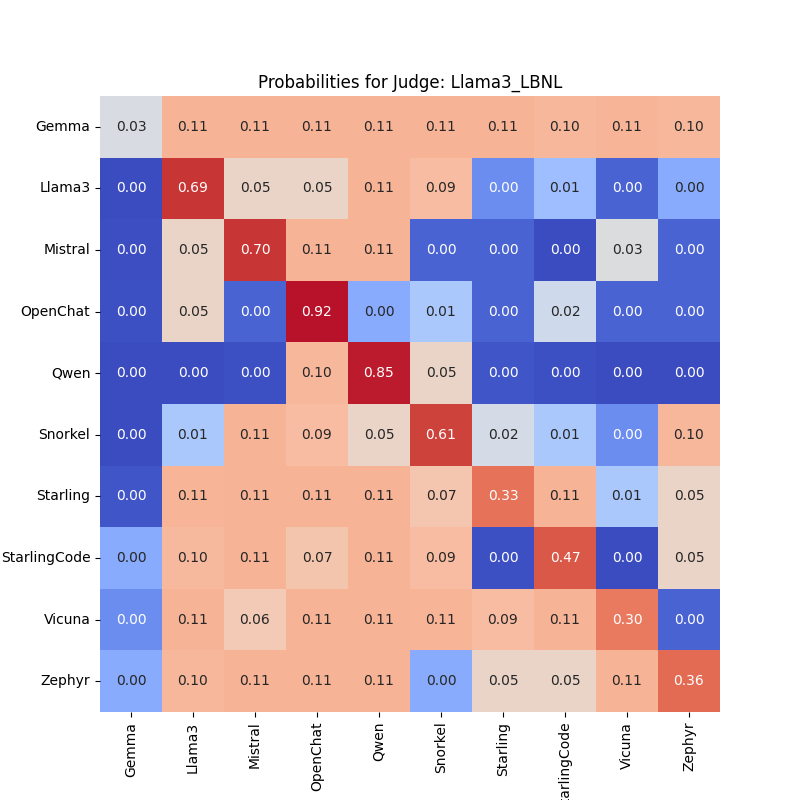 Probabilities for Judge: Llama3_LBNL
Gemma 0.03 0.11 0.11 0.11 0.11 0.11 0.11 0.10 0.11 0.10
Llama3 0.00 0.69 0.05 0.05 0.11 0.09 0.00 0.01 0.00 0.00
Mistral 0.00 0.05 0.70 0.11 0.11 0.00 0.00 0.00 0.03 0.00
OpenChat 0.00 0.05 0.00 0.92 0.00 0.01 0.00 0.02 0.00 0.00
Qwen 0.00 0.00 0.00 0.10 0.85 0.05 0.00 0.00 0.00 0.00
Snorkel 0.00 0.01 0.11 0.09 0.05 0.61 0.02 0.01 0.00 0.10
Starling 0.00 0.11 0.11 0.11 0.11 0.07 0.33 0.11 0.01 0.05
StarlingCode 0.00 0.10 0.11 0.07 0.11 0.09 0.00 0.47 0.00 0.05
Vicuna 0.00 0.11 0.06 0.11 0.11 0.11 0.09 0.11 0.30 0.00
Zephyr 0.00 0.10 0.11 0.11 0.11 0.00 0.05 0.05 0.11 0.36
Gemma Llama3 Mistral OpenChat Qwen Snorkel Starling arlingCode Vicuna Zephyr